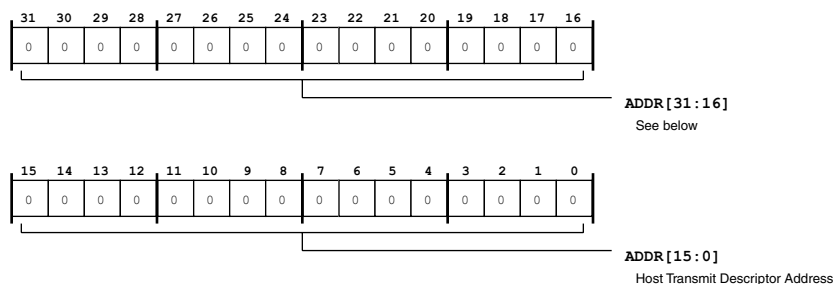 31 30 29 28 27 26 25 24 23 22 21 20 19 18 17 16
0 0 0 0 0 0 0 0 0 0 0 0 0 0 0 0
ADDR[31:16]
See below
15 14 13 12 11 10 9 8 7 6 5 4 3 2 1 0
0 0 0 0 0 0 0 0 0 0 0 0 0 0 0 0
ADDR[15:0]
Host Transmit Descriptor Address